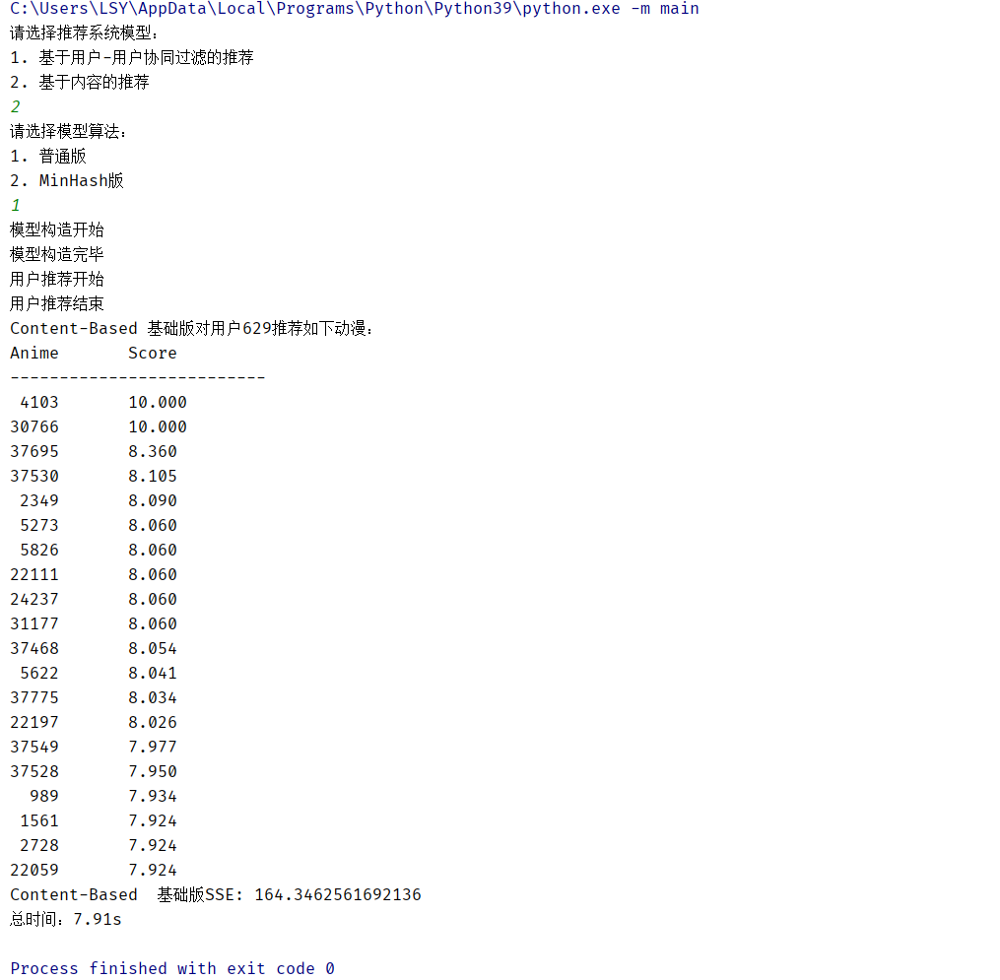 C:\Users\LSY\AppData\Local\Programs\Python\Python39\python.exe -m main
请选择推荐系统模型：
1. 基于用户-用户协同过滤的推荐
2. 基于内容的推荐
2
请选择模型算法：
1. 普通版
2. MinHash版
1
模型构造开始
模型构造完毕
用户推荐开始
用户推荐结束
Content-Based 基础版对用户629推荐如下动漫：
Anime       Score
--------------------------
 4103       10.000
30766       10.000
37695       8.360
37530       8.105
 2349       8.090
 5273       8.060
 5826       8.060
22111       8.060
24237       8.060
31177       8.060
37468       8.054
 5622       8.041
37775       8.034
22197       8.026
37549       7.977
37528       7.950
  989       7.934
 1561       7.924
 2728       7.924
22059       7.924
Content-Based  基础版SSE: 164.3462561692136
总时间：7.91s
Process finished with exit code 0